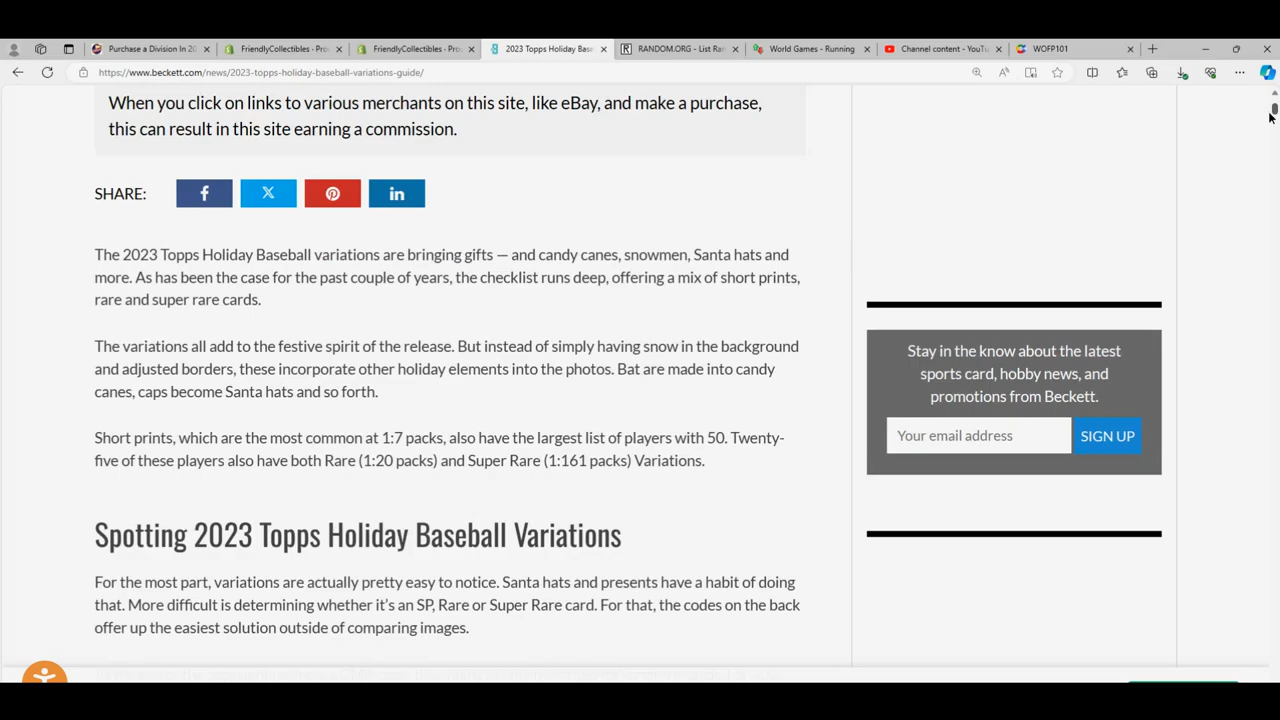 Purchase a Division In 20
FriendlyCollectibles - Pro
FriendlyCollectibles - Pro
2023 Topps Holiday Base
RANDOM.ORG - List Ran
World Games - Running
Channel content - YouTu
WOFP101
https://www.beckett.com/news/2023-topps-holiday-baseball-variations-guide/
When you click on links to various merchants on this site, like eBay, and make a purchase,
this can result in this site earning a commission.
SHARE:
The 2023 Topps Holiday Baseball variations are bringing gifts — and candy canes, snowmen, Santa hats and
more. As has been the case for the past couple of years, the checklist runs deep, offering a mix of short prints,
rare and super rare cards.
The variations all add to the festive spirit of the release. But instead of simply having snow in the background
and adjusted borders, these incorporate other holiday elements into the photos. Bat are made into candy
canes, caps become Santa hats and so forth.
Short prints, which are the most common at 1:7 packs, also have the largest list of players with 50. Twenty-
five of these players also have both Rare (1:20 packs) and Super Rare (1:161 packs) Variations.
Spotting 2023 Topps Holiday Baseball Variations
For the most part, variations are actually pretty easy to notice. Santa hats and presents have a habit of doing
that. More difficult is determining whether it's an SP, Rare or Super Rare card. For that, the codes on the back
offer up the easiest solution outside of comparing images.
Stay in the know about the latest
sports card, hobby news, and
promotions from Beckett.
Your email address
SIGN UP